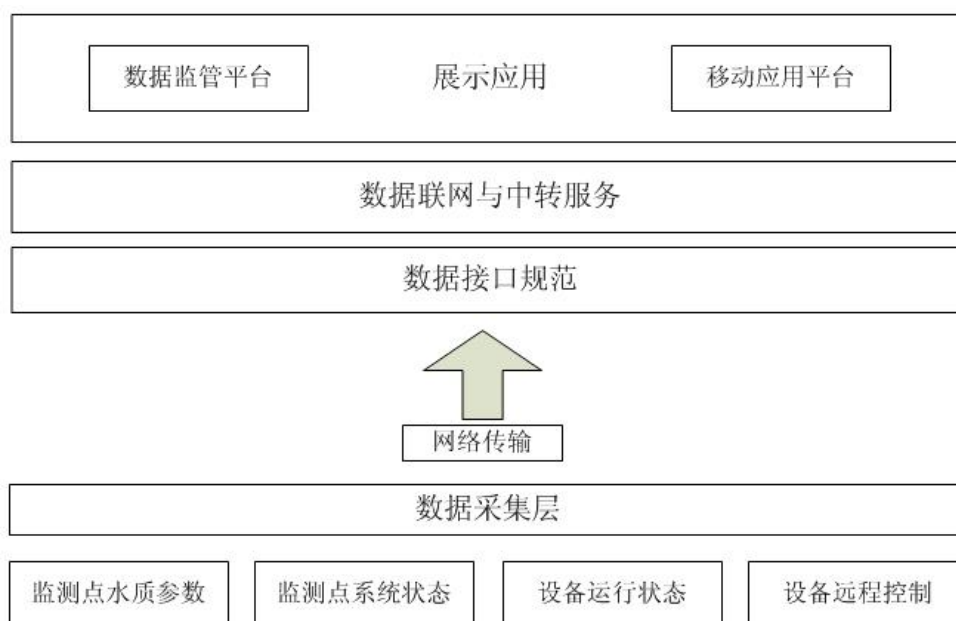 数据监管平台
展示应用
移动应用平台
数据联网与中转服务
数据接口规范
网络传输
数据采集层
监测点水质参数
监测点系统状态
设备运行状态
设备远程控制